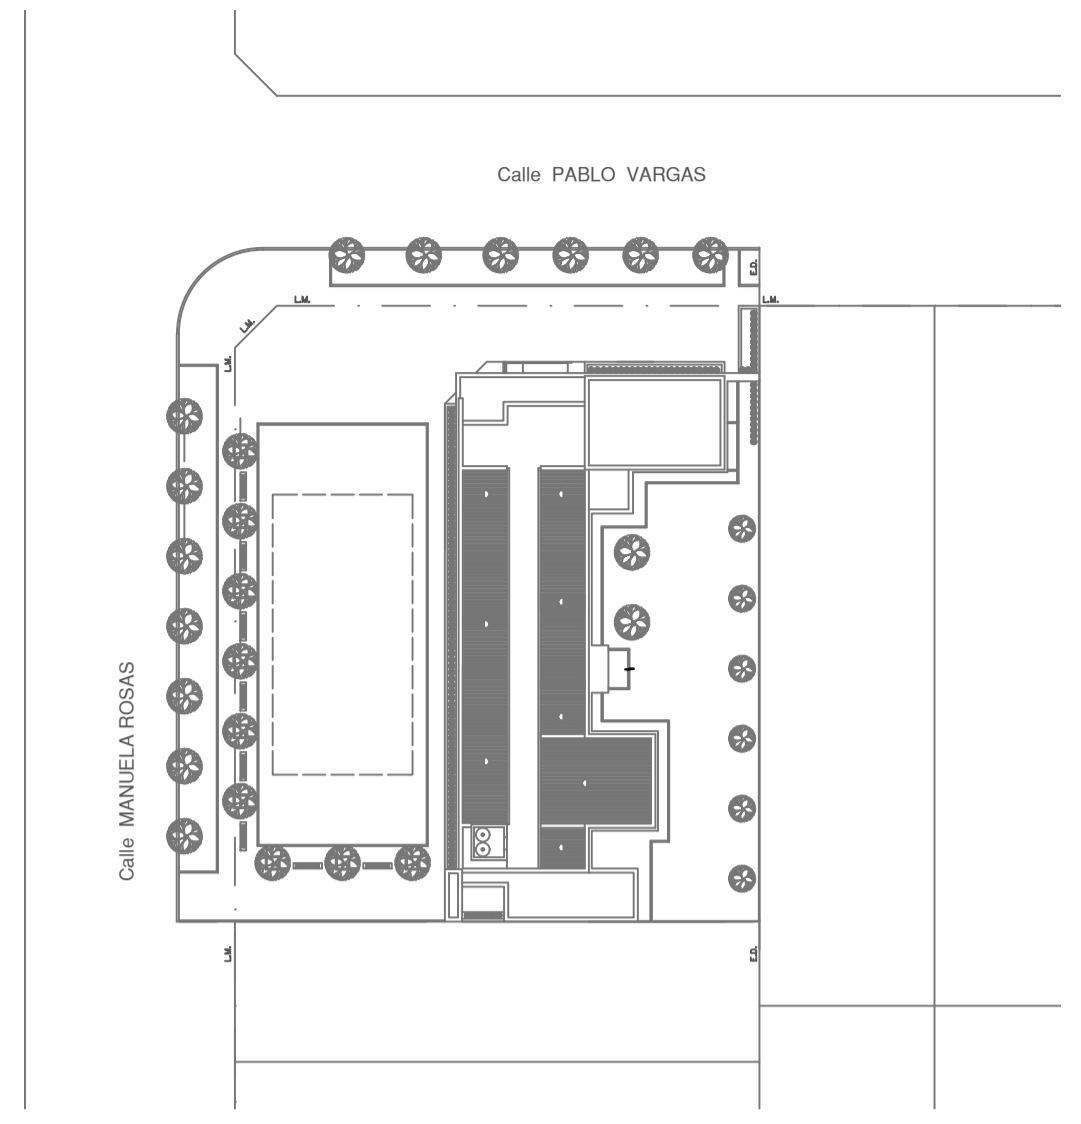 Calle PABLO VARGAS
E.D.
L.M.
L.M.
L.M.
L.M.
Calle MANUELA ROSAS
L.M.
E.D.